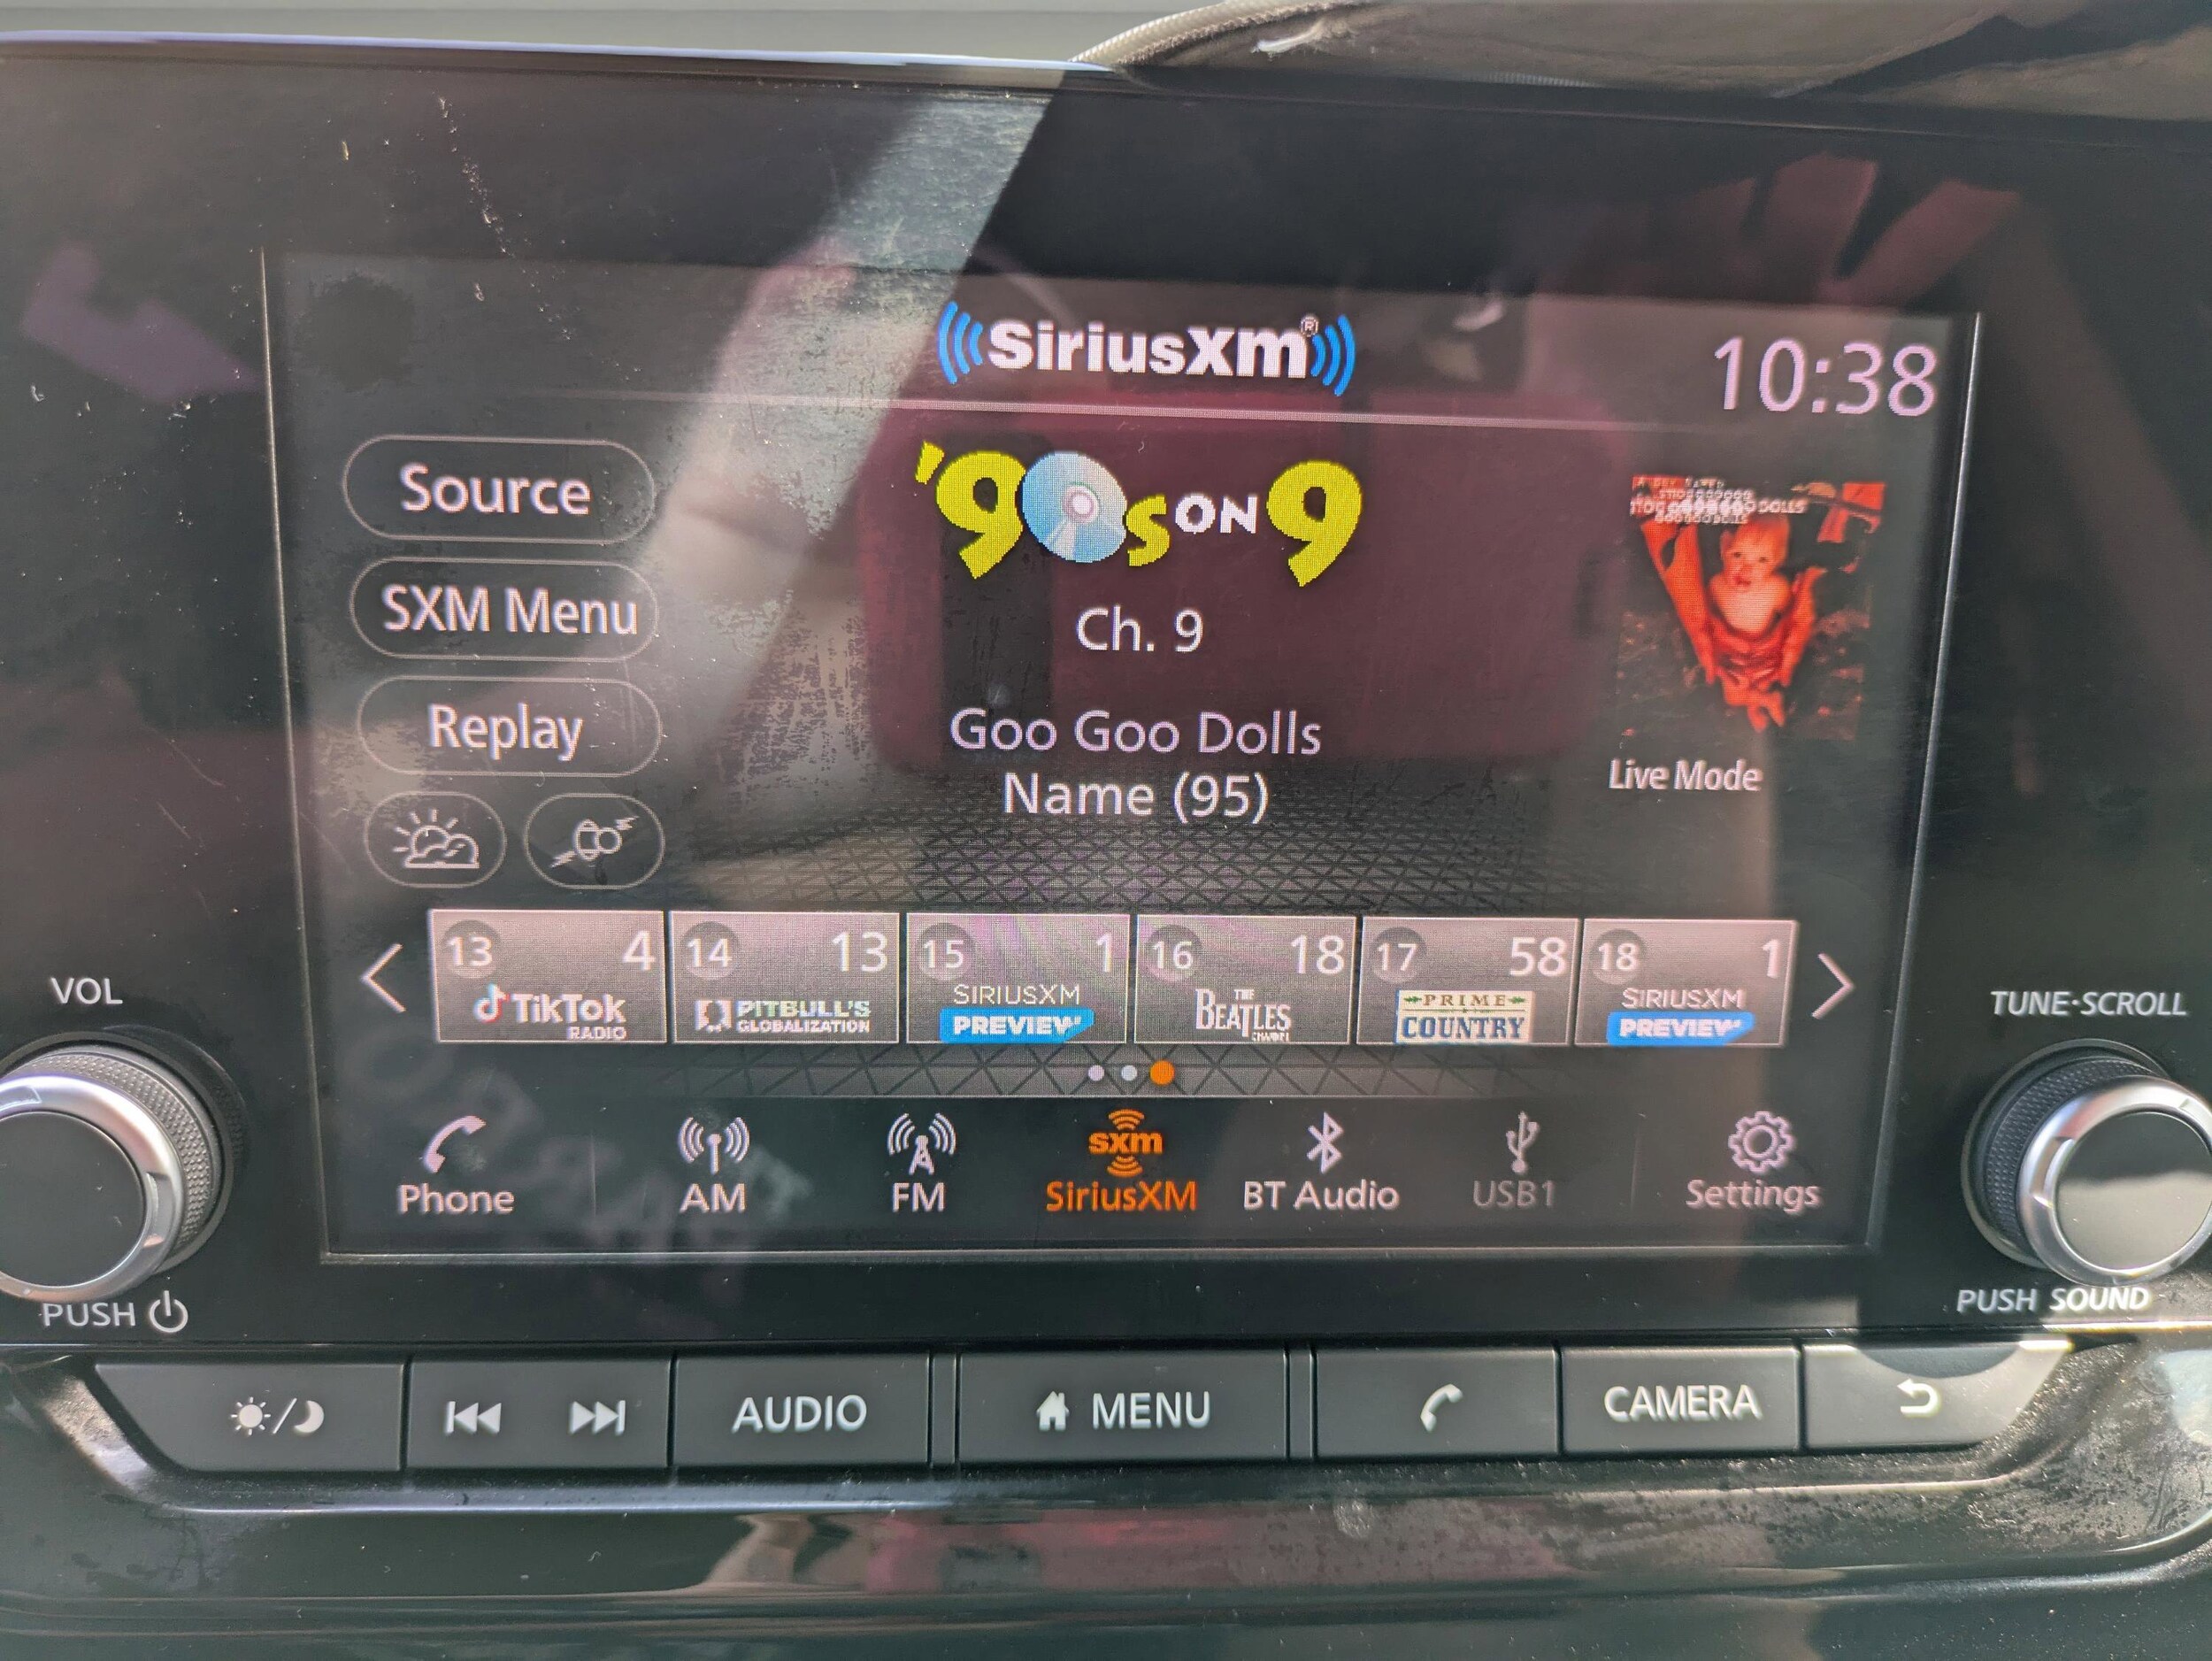 SiriusXM®
10:38
Source
SXM Menu
Replay
'90s ON 9
Ch. 9
Goo Goo Dolls
Name (95)
Live Mode
13 4
TikTok
RADIO
14 13
PITBULL'S
GLOBALIZATION
15 1
SIRIUSXM
PREVIEW
16 18
THE
BEATLES
CHANNEL
17 58
PRIME
COUNTRY
18 1
SIRIUSXM
PREVIEW
Phone
AM
FM
sxm
SiriusXM
BT Audio
USB1
Settings
VOL
PUSH
TUNE·SCROLL
PUSH SOUND
AUDIO
MENU
CAMERA